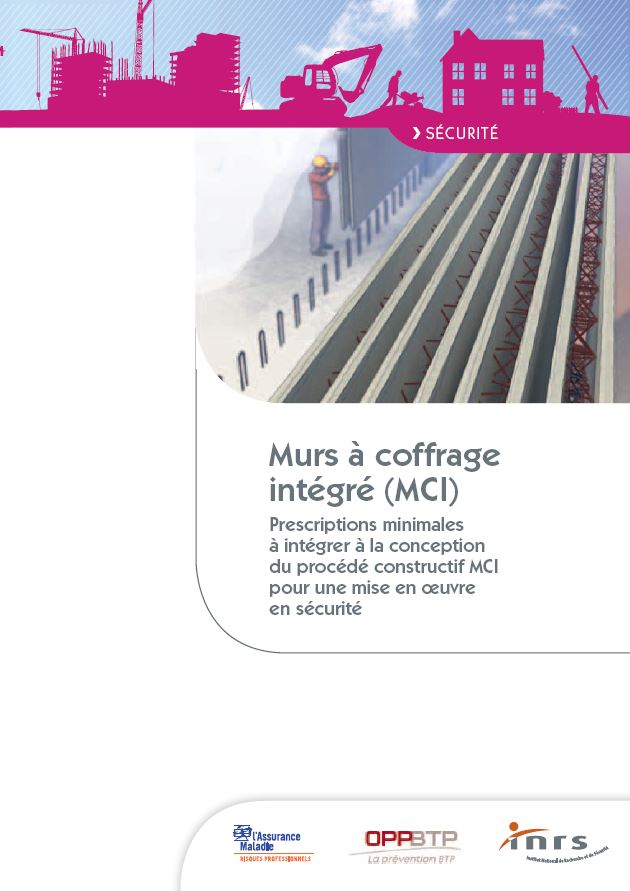 ❯ SÉCURITÉ
Murs à coffrage
intégré (MCI)
Prescriptions minimales
à intégrer à la conception
du procédé constructif MCI
pour une mise en œuvre
en sécurité
l'Assurance
Maladie
RISQUES PROFESSIONNELS
OPPBTP
La prévention BTP
inrs
Institut National de Recherche et de Sécurité